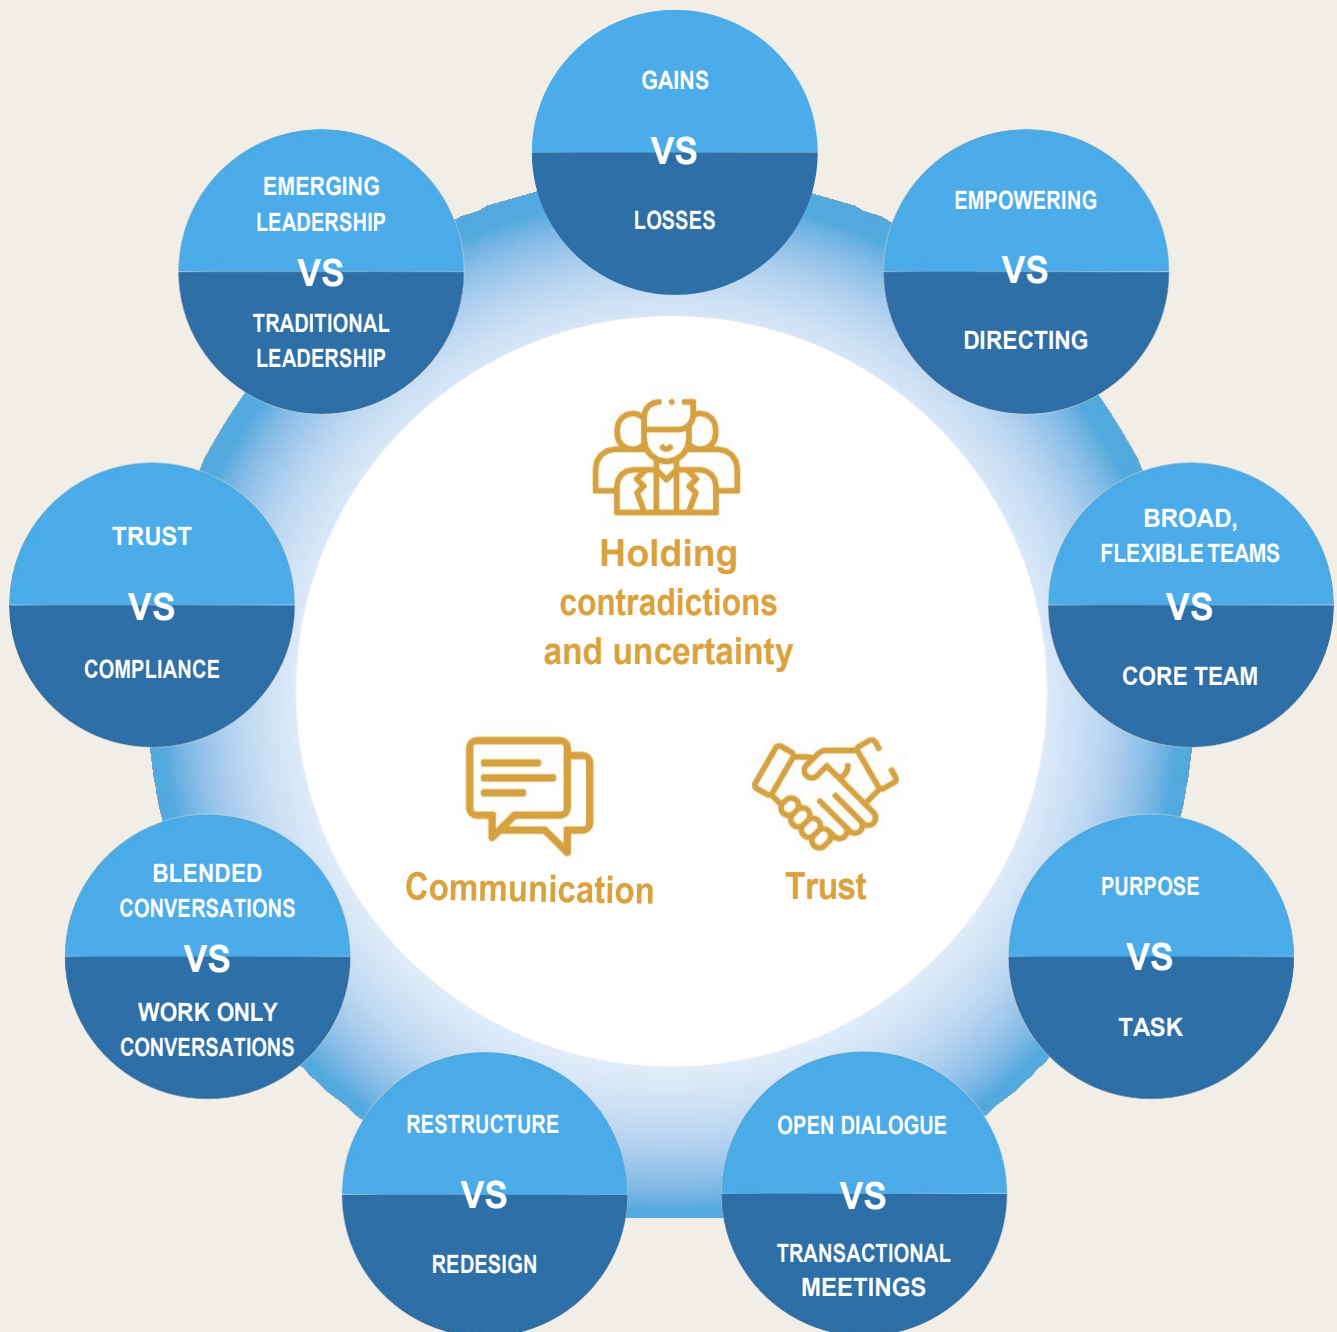 GAINS
VS
LOSSES
EMPOWERING
VS
DIRECTING
BROAD,
FLEXIBLE TEAMS
VS
CORE TEAM
PURPOSE
VS
TASK
OPEN DIALOGUE
VS
TRANSACTIONAL
MEETINGS
RESTRUCTURE
VS
REDESIGN
BLENDED
CONVERSATIONS
VS
WORK ONLY
CONVERSATIONS
TRUST
VS
COMPLIANCE
EMERGING
LEADERSHIP
VS
TRADITIONAL
LEADERSHIP
Holding
contradictions
and uncertainty
Communication
Trust